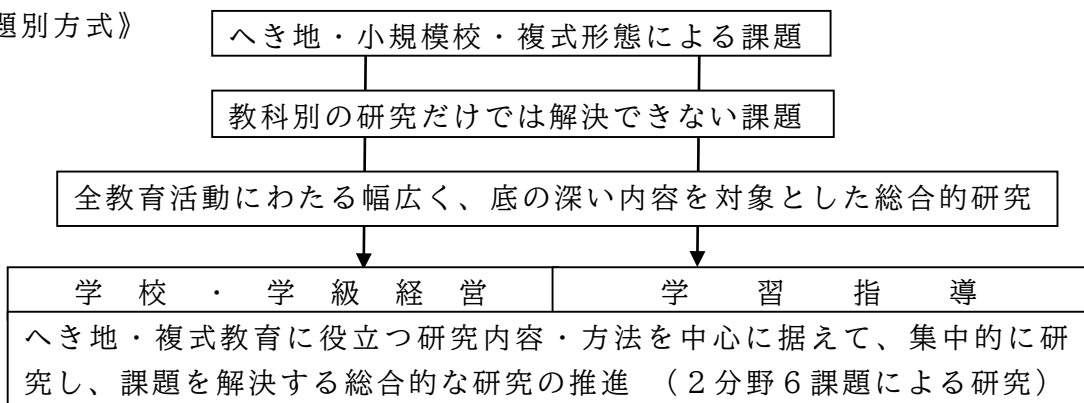 題別方式》
へき地・小規模校・複式形態による課題
教科別の研究だけでは解決できない課題
全教育活動にわたる幅広く、底の深い内容を対象とした総合的研究
学校・学級経営
学習指導
へき地・複式教育に役立つ研究内容・方法を中心に据えて、集中的に研
究し、課題を解決する総合的な研究の推進 （２分野６課題による研究）